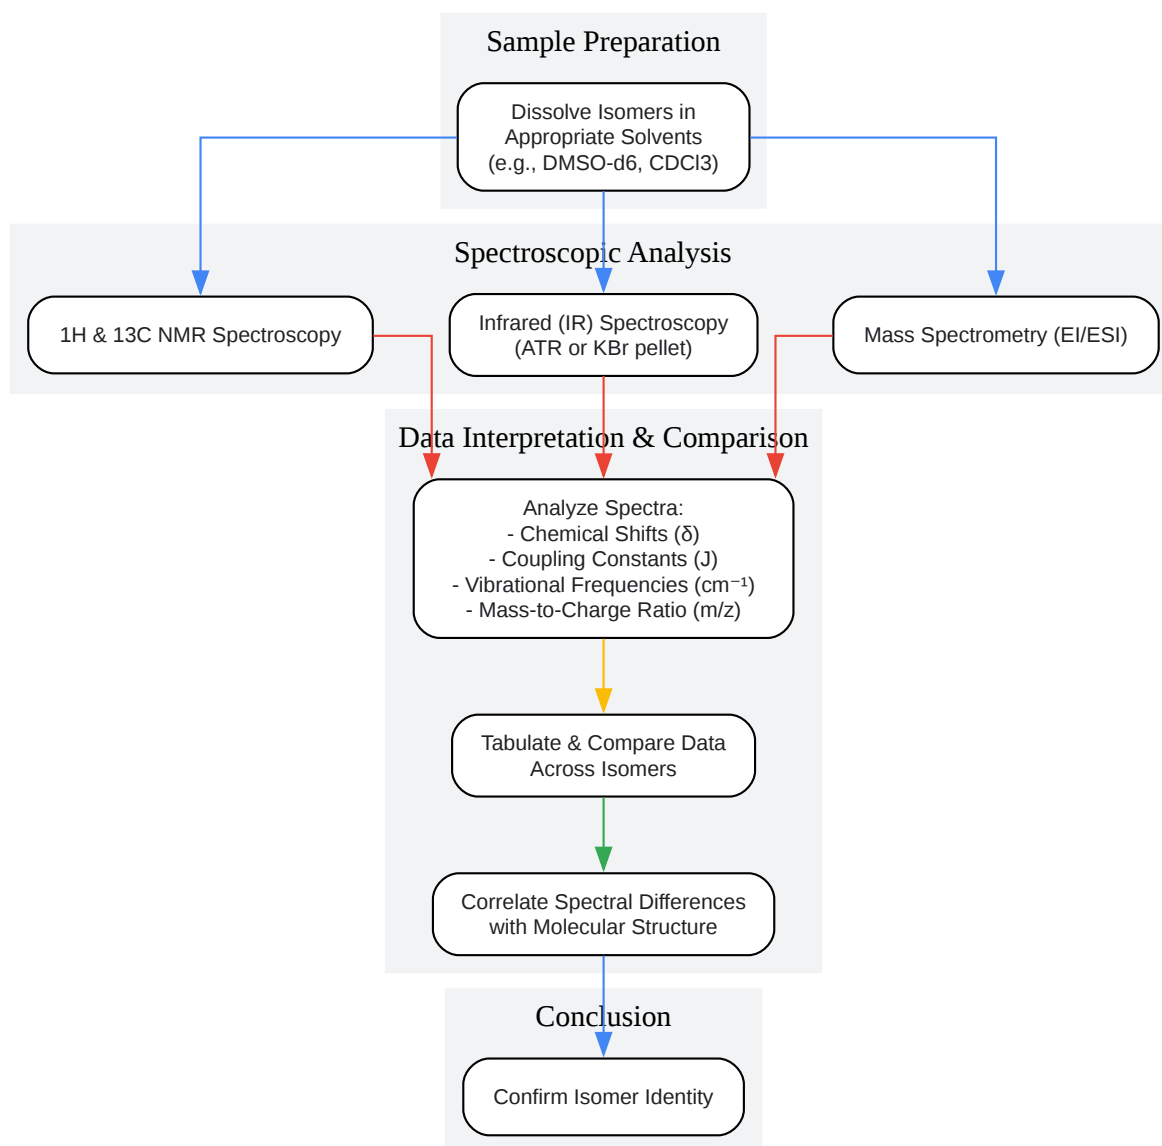 Sample Preparation
Dissolve Isomers in
Appropriate Solvents
(e.g., DMSO-d6, CDCl3)
Spectroscopic Analysis
1H & 13C NMR Spectroscopy
Infrared (IR) Spectroscopy
(ATR or KBr pellet)
Mass Spectrometry (EI/ESI)
Data Interpretation & Comparison
Analyze Spectra:
- Chemical Shifts (δ)
- Coupling Constants (J)
- Vibrational Frequencies (cm⁻¹)
- Mass-to-Charge Ratio (m/z)
Tabulate & Compare Data
Across Isomers
Correlate Spectral Differences
with Molecular Structure
Conclusion
Confirm Isomer Identity